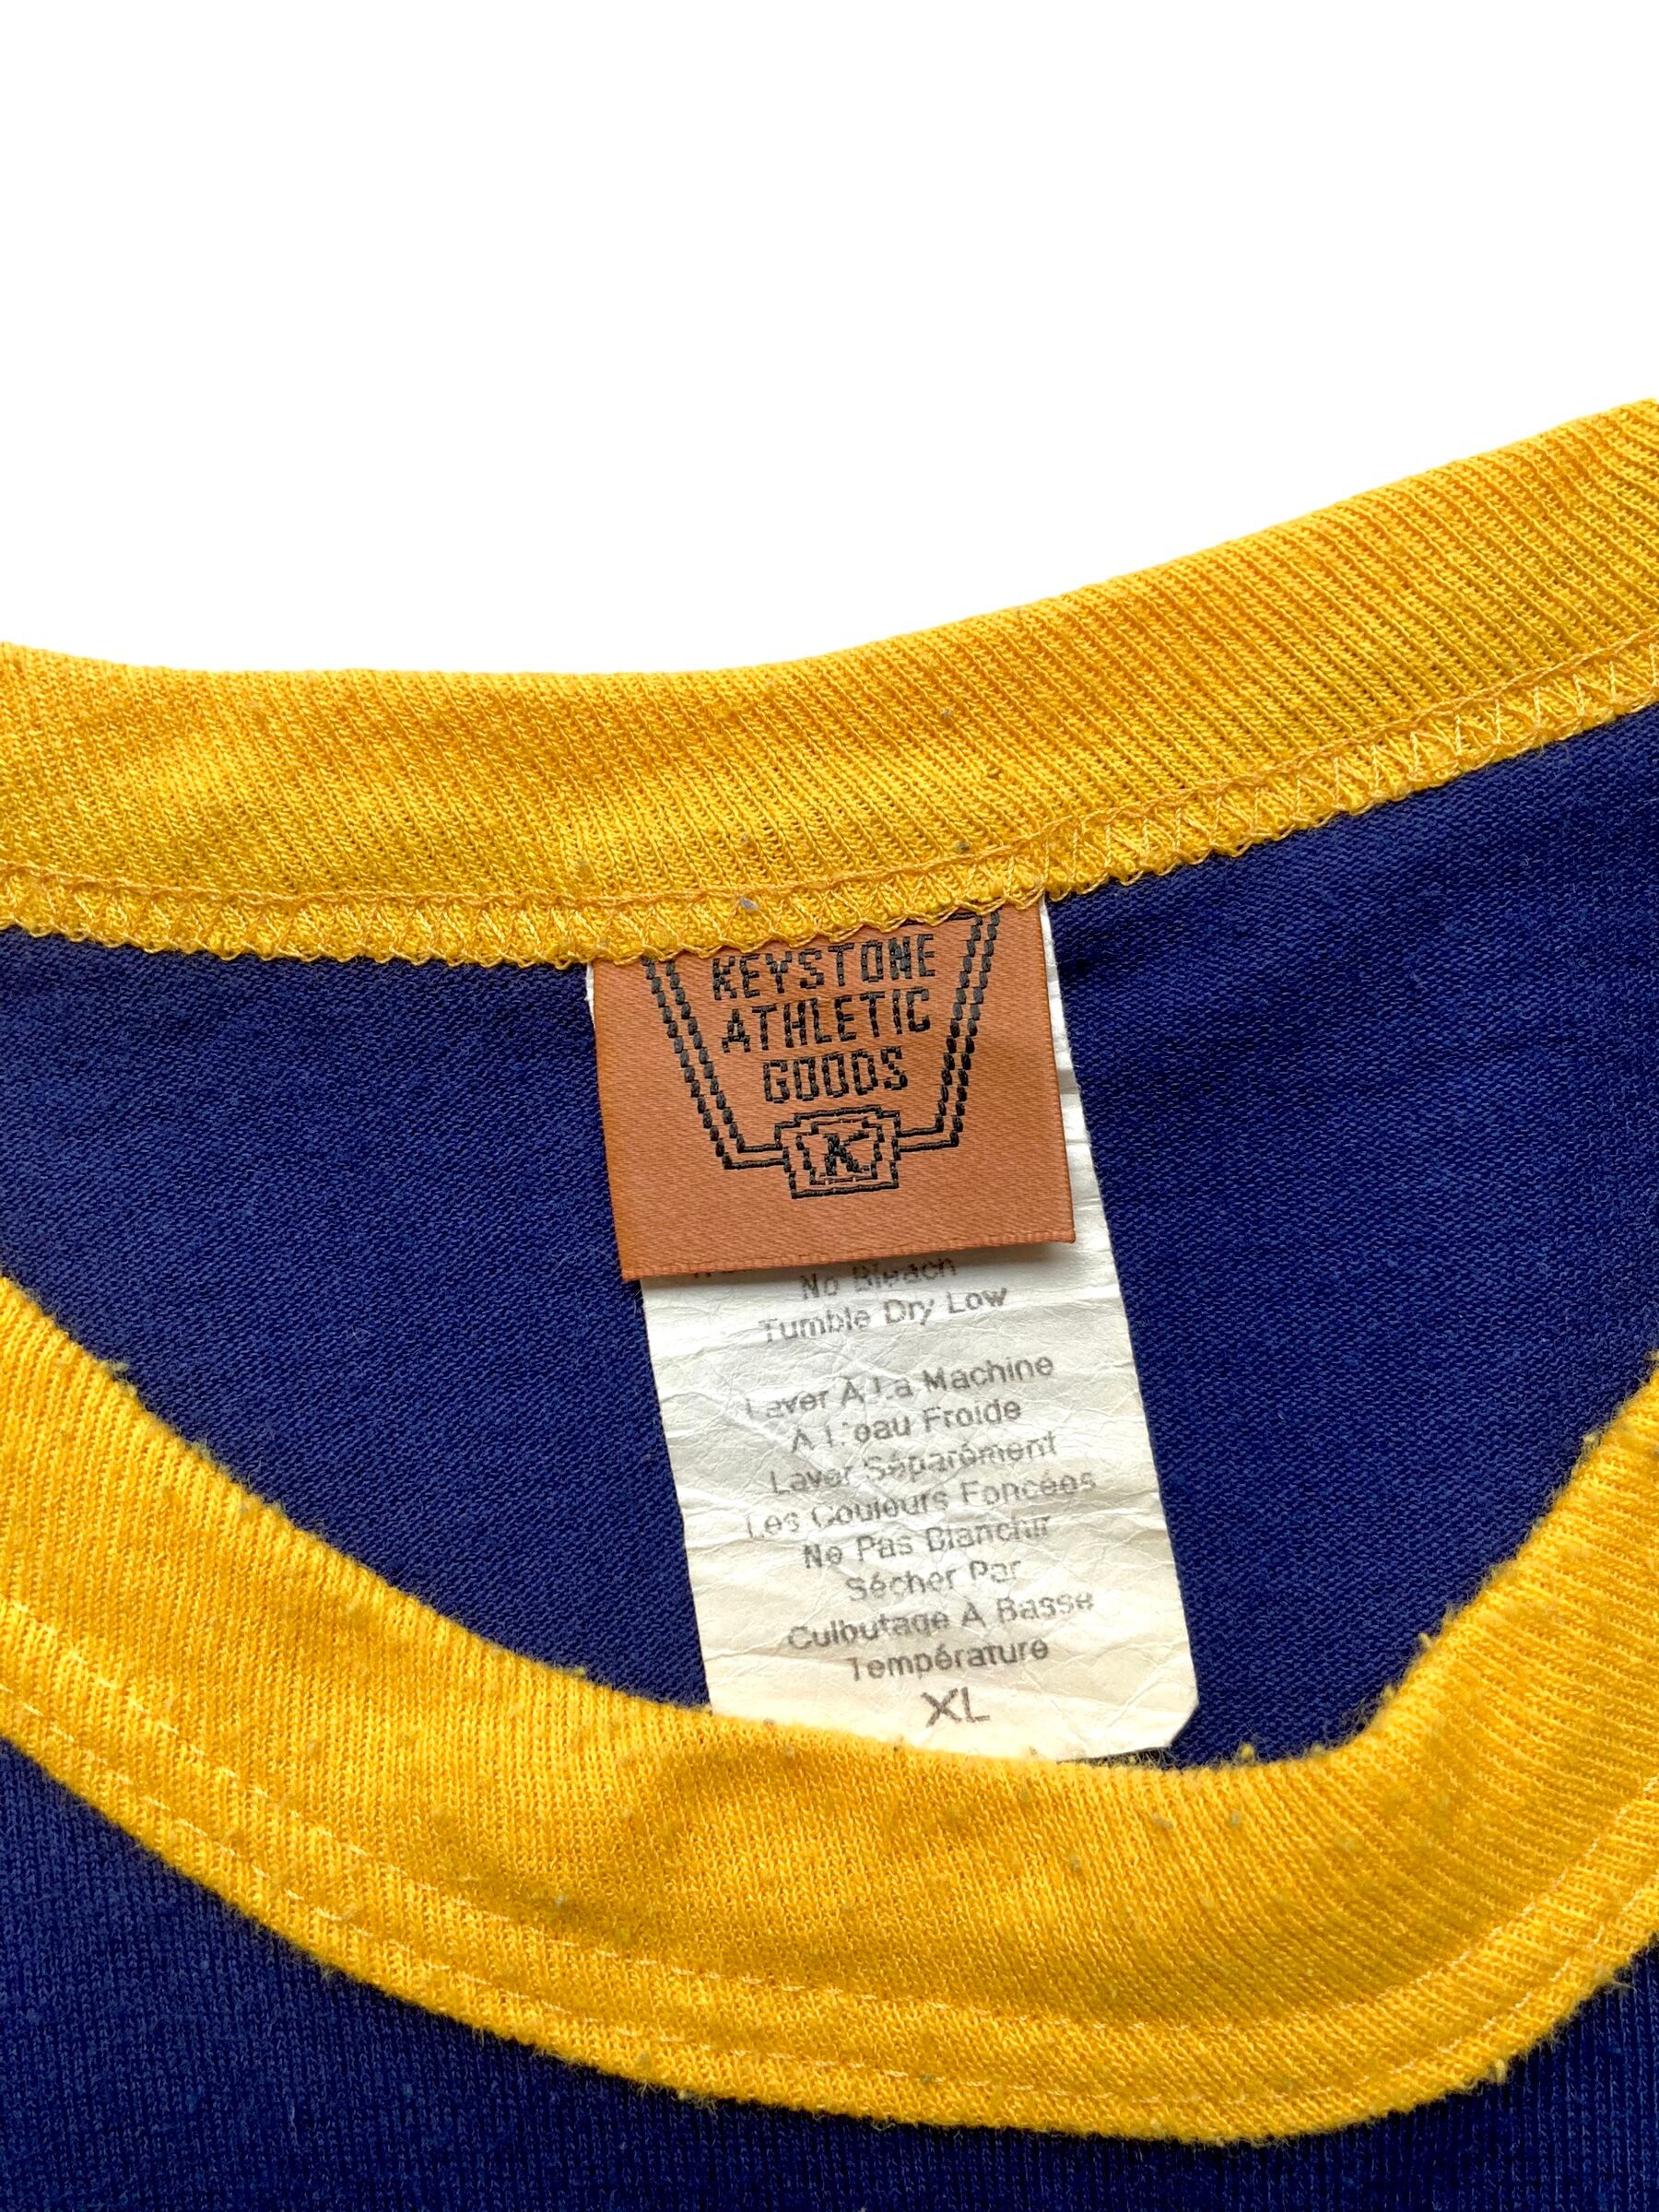 KEYSTONE
ATHLETIC
GOODS
K
No Bleach
Tumble Dry Low
Laver À La Machine
À L'eau Froide
Laver Séparément
Les Couleurs Foncées
Ne Pas Blanchir
Sécher Par
Culbutage À Basse
Température
XL